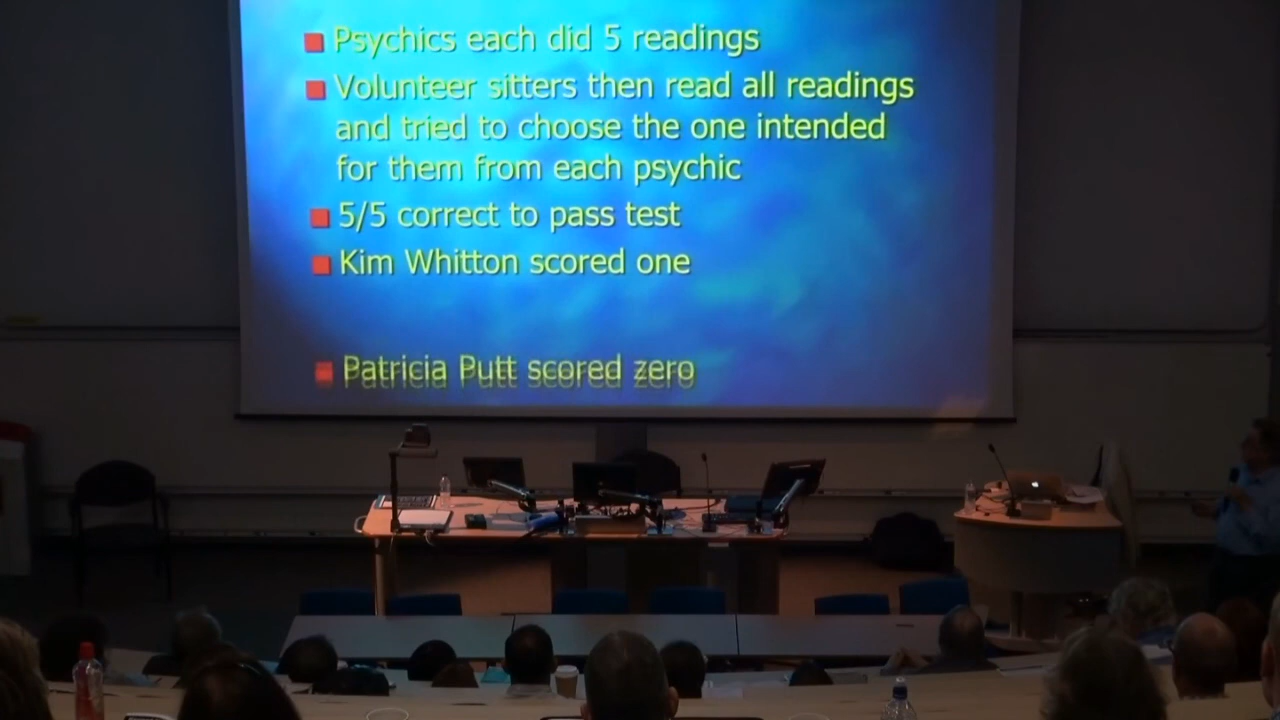 Psychics each did 5 readings
Volunteer sitters then read all readings
and tried to choose the one intended
for them from each psychic
5/5 correct to pass test
Kim Whitton scored one
Patricia Putt scored zero